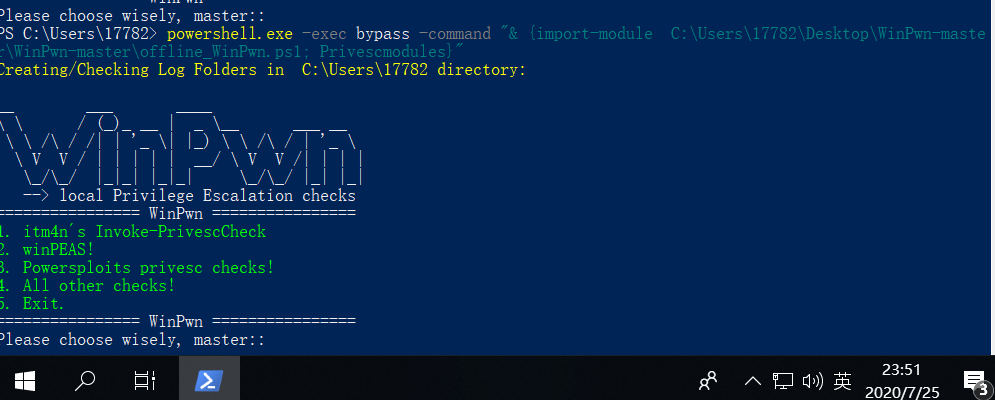 WinPwn
Please choose wisely, master::
PS C:\Users\17782> powershell.exe -exec bypass -command "& {import-module  C:\Users\17782\Desktop\WinPwn-maste
r\WinPwn-master\offline_WinPwn.ps1; Privescmodules}"
Creating/Checking Log Folders in  C:\Users\17782 directory:
WinPwn
--> local Privilege Escalation checks
================ WinPwn ================
1. itm4n´s Invoke-PrivescCheck
2. winPEAS!
3. Powersploits privesc checks!
4. All other checks!
5. Exit.
================ WinPwn ================
Please choose wisely, master::
英
23:51
2020/7/25
3